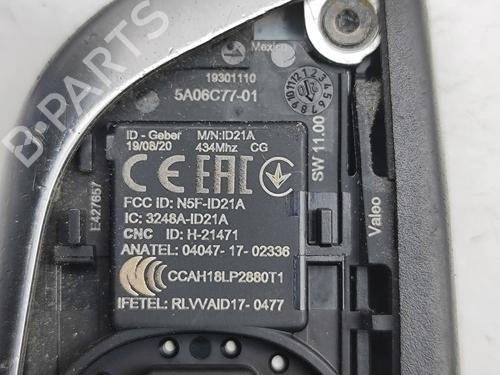 Mexico
19301110
5A06C77-01
ID - Geber M/N:ID21A
19/08/20 434Mhz CG
CE EAC
FCC ID: N5F-ID21A
IC: 3248A-ID21A
CNC ID: H-21471
ANATEL: 04047- 17- 02336
CCC CCAH18LP2880T1
IFETEL: RLVVAID17- 0477
SW 11.00
Valeo
E427657
B-PARTS